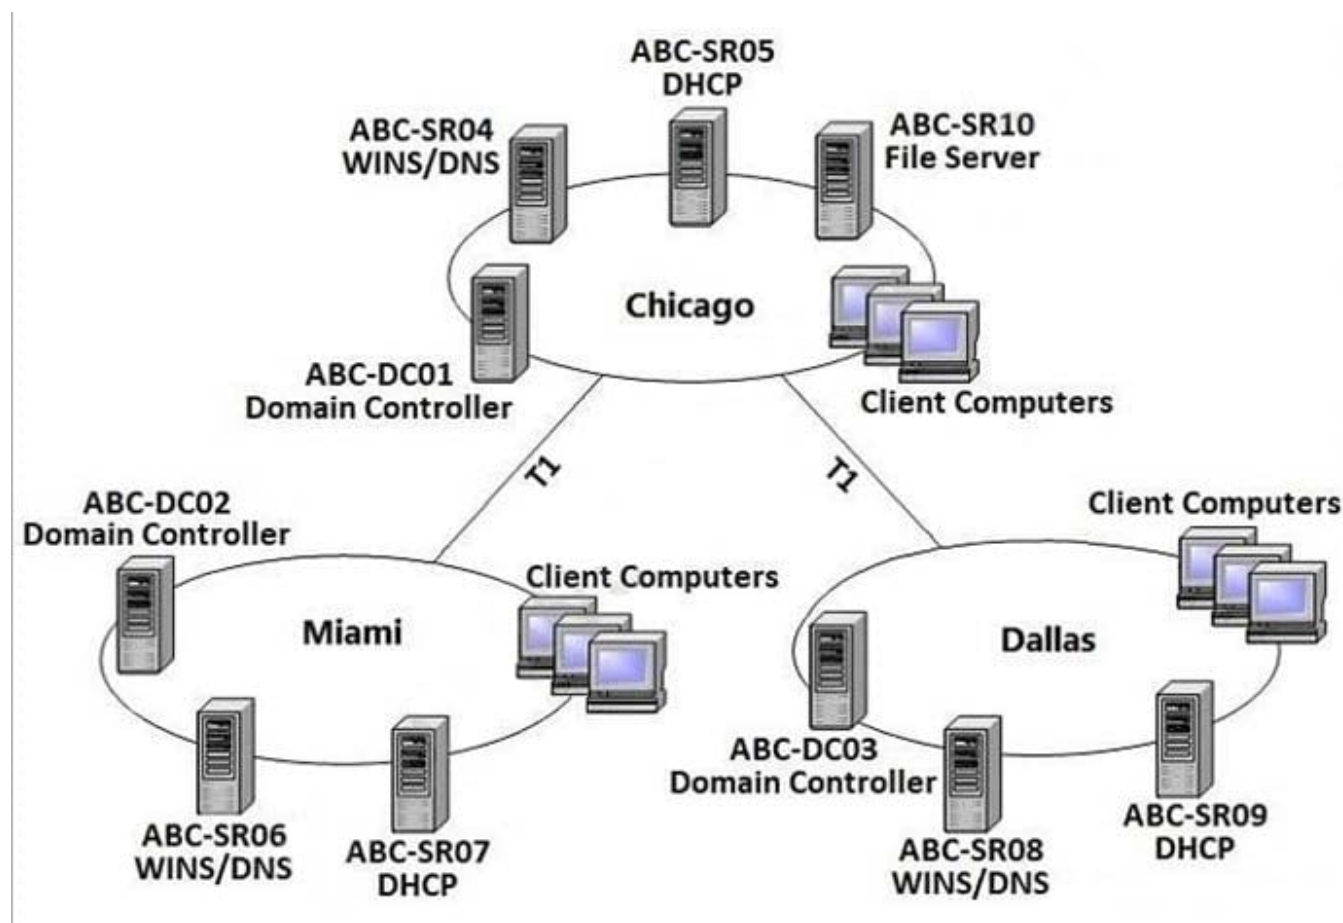 ABC-SR05
DHCP
ABC-SR04
WINS/DNS
ABC-SR10
File Server
Chicago
ABC-DC01
Domain Controller
Client Computers
T1
T1
ABC-DC02
Domain Controller
Client Computers
Miami
ABC-SR06
WINS/DNS
ABC-SR07
DHCP
Client Computers
Dallas
ABC-DC03
Domain Controller
ABC-SR08
WINS/DNS
ABC-SR09
DHCP